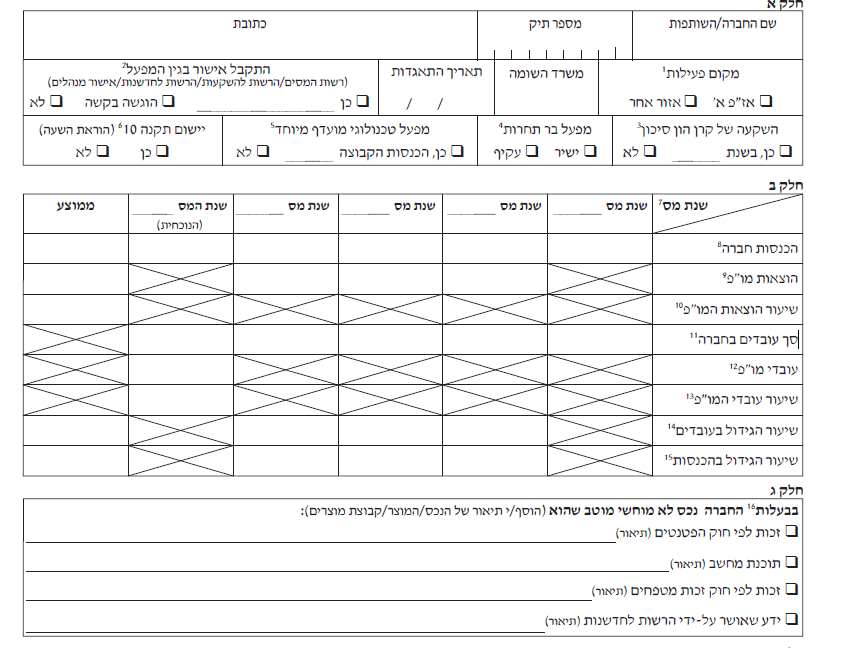 חלק א
שם החברה/השותפות
מספר תיק
כתובת
מקום פעילות1
אז"פ א' אזור אחר
משרד השומה
תאריך התאגדות
/ /
התקבל אישור בגין המפעל2
(רשות המסים/הרשות להשקעות/הרשות לחדשנות/אישור מנהלים)
כן ____________ הוגשה בקשה לא
השקעה של קרן הון סיכון3
כן, בשנת ______ לא
מפעל בר תחרות4
ישיר עקיף
מפעל טכנולוגי מועדף מיוחד5
כן, הכנסות הקבוצה ______ לא
יישום תקנה 10 6 (הוראת השעה)
כן לא
חלק ב
שנת מס7 שנת מס ______ שנת מס ______ שנת מס ______ שנת מס ______ שנת המס ______ ממוצע
(הנוכחית)
הכנסות חברה8
הוצאות מו"פ9
שיעור הוצאות המו"פ10
סך עובדים בחברה11
עובדי מו"פ12
שיעור עובדי המו"פ13
שיעור הגידול בעובדים14
שיעור הגידול בהכנסות15
חלק ג
בבעלות16 החברה נכס לא מוחשי מוטב שהוא (הוסף/י תיאור של הנכס/המוצר/קבוצת מוצרים):
זכות לפי חוק הפטנטים (תיאור)
תוכנת מחשב (תיאור)
זכות לפי חוק זכות מטפחים (תיאור)
ידע שאושר על-ידי הרשות לחדשנות (תיאור)